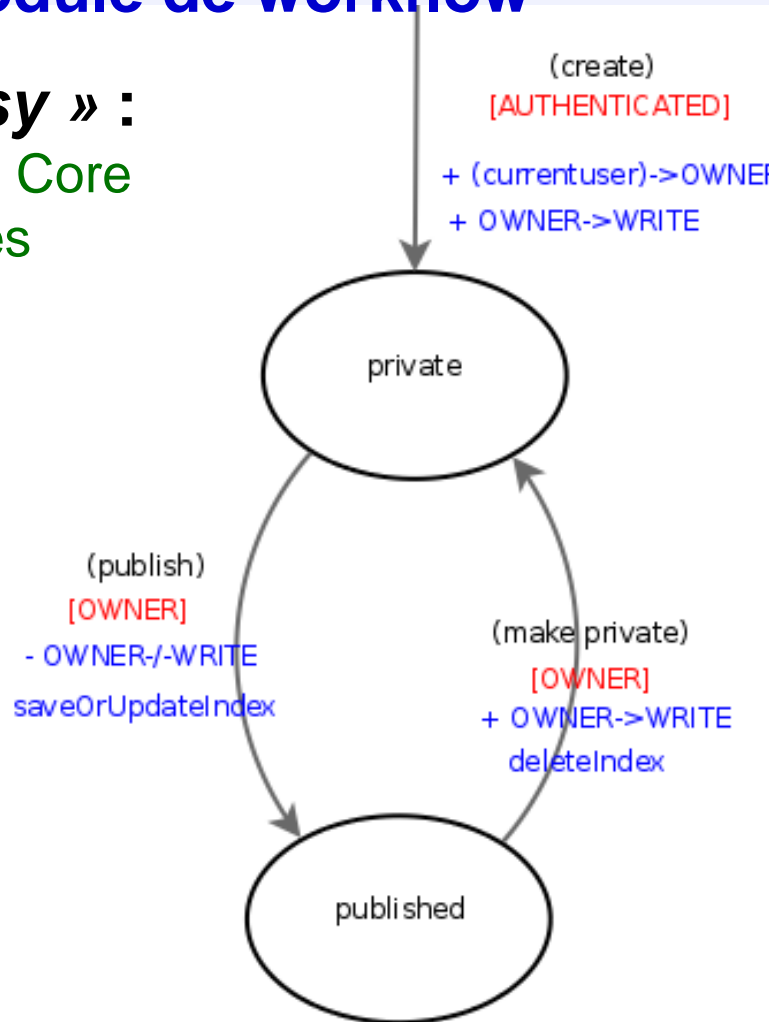 odule de workflow
sy » :
Core
es
(create)
[AUTHENTICATED]
+ (currentuser)->OWNER
+ OWNER->WRITE
private
(publish)
[OWNER]
- OWNER-/-WRITE
saveOrUpdateIndex
(make private)
[OWNER]
+ OWNER->WRITE
deleteIndex
published